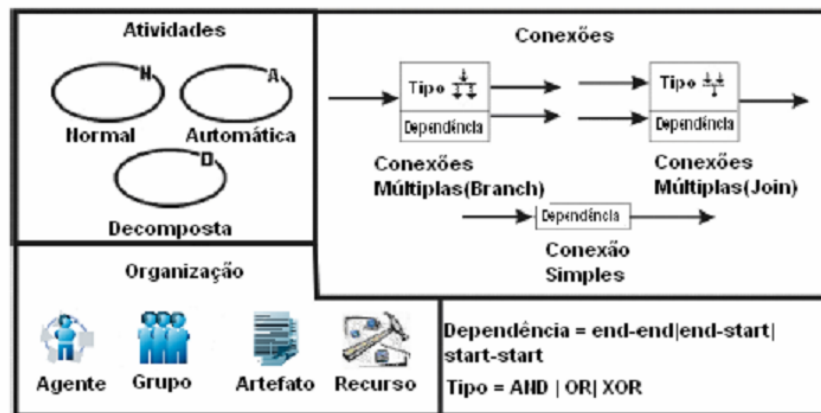 Atividades
N
A
Normal
Automática
D
Decomposta
Conexões
Tipo
Dependência
Conexões
Múltiplas(Branch)
Tipo
Dependência
Conexões
Múltiplas(Join)
Dependência
Conexão
Simples
Organização
Agente
Grupo
Artefato
Recurso
Dependência = end-end|end-start|
start-start
Tipo = AND | OR| XOR